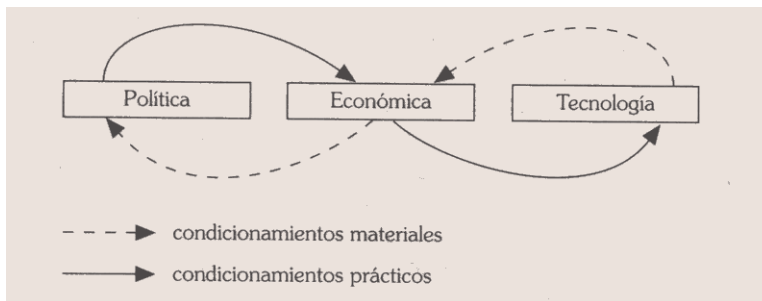 Política
Económica
Tecnología
condicionamientos materiales
condicionamientos prácticos